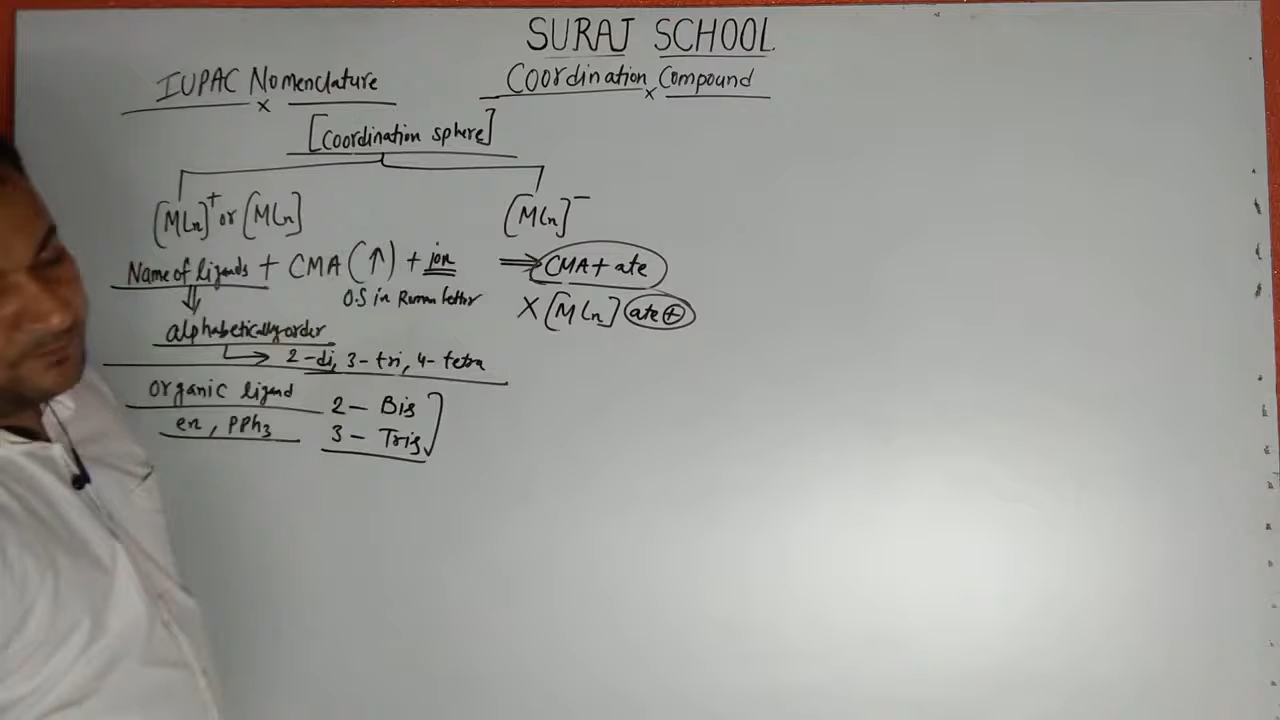 SURAJ SCHOOL
IUPAC Nomenclature
Coordination Compound
[Coordination sphere]
[MLn]+ or [MLn]
[MLn]−
Name of ligands + CMA (↑) + ion
O.S in Roman letter
⇒ CMA + ate
X [MLn] ate ⊕
alphabetically order
→ 2-di, 3-tri, 4-tetra
organic ligand
en, PPh3
2 — Bis
3 — Tris